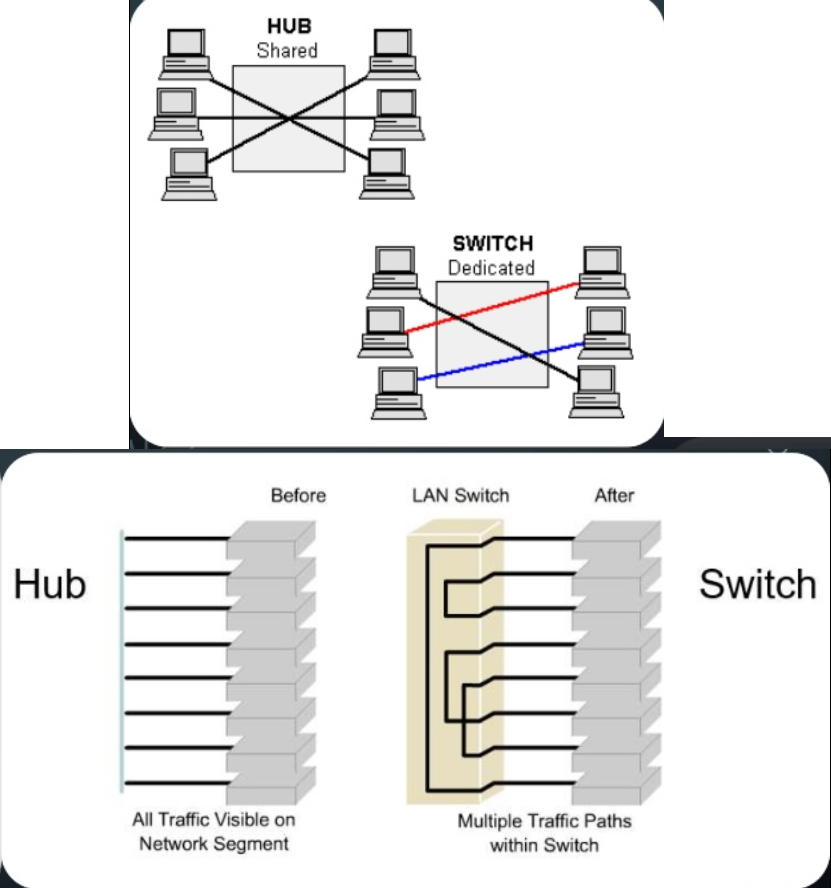 HUB
Shared
SWITCH
Dedicated
Before
LAN Switch
After
Hub
Switch
All Traffic Visible on
Network Segment
Multiple Traffic Paths
within Switch